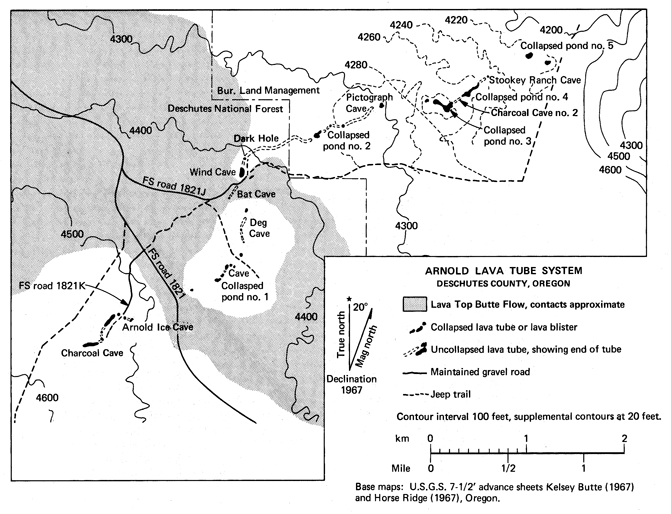 4300
4240
4220
4200
4260
4280
Collapsed pond no. 5
Stookey Ranch Cave
Bur. Land Management
Deschutes National Forest
Pictograph
Cave
Collapsed pond no. 4
Charcoal Cave no. 2
Collapsed
pond no. 3
4400
Dark Hole
Collapsed
pond no. 2
4300
4500
4600
Wind Cave
FS road 1821J
Bat Cave
Deg
Cave
4300
4500
FS road 1821
Cave
Collasped
pond no. 1
FS road 1821K
Arnold Ice Cave
Charcoal Cave
4400
4600
ARNOLD LAVA TUBE SYSTEM
DESCHUTES COUNTY, OREGON
Lava Top Butte Flow, contacts approximate
Collapsed lava tube or lava blister
Uncollapsed lava tube, showing end of tube
Maintained gravel road
Jeep trail
True north
20°
Mag north
Declination
1967
Contour interval 100 feet, supplemental contours at 20 feet.
km 0 1 2
Mile 0 1/2 1
Base maps: U.S.G.S. 7-1/2' advance sheets Kelsey Butte (1967)
and Horse Ridge (1967), Oregon.